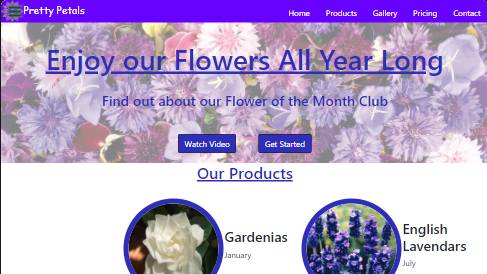 Pretty Petals
Home Products Gallery Pricing Contact
Enjoy our Flowers All Year Long
Find out about our Flower of the Month Club
Watch Video Get Started
Our Products
Gardenias
January
English
Lavendars
July